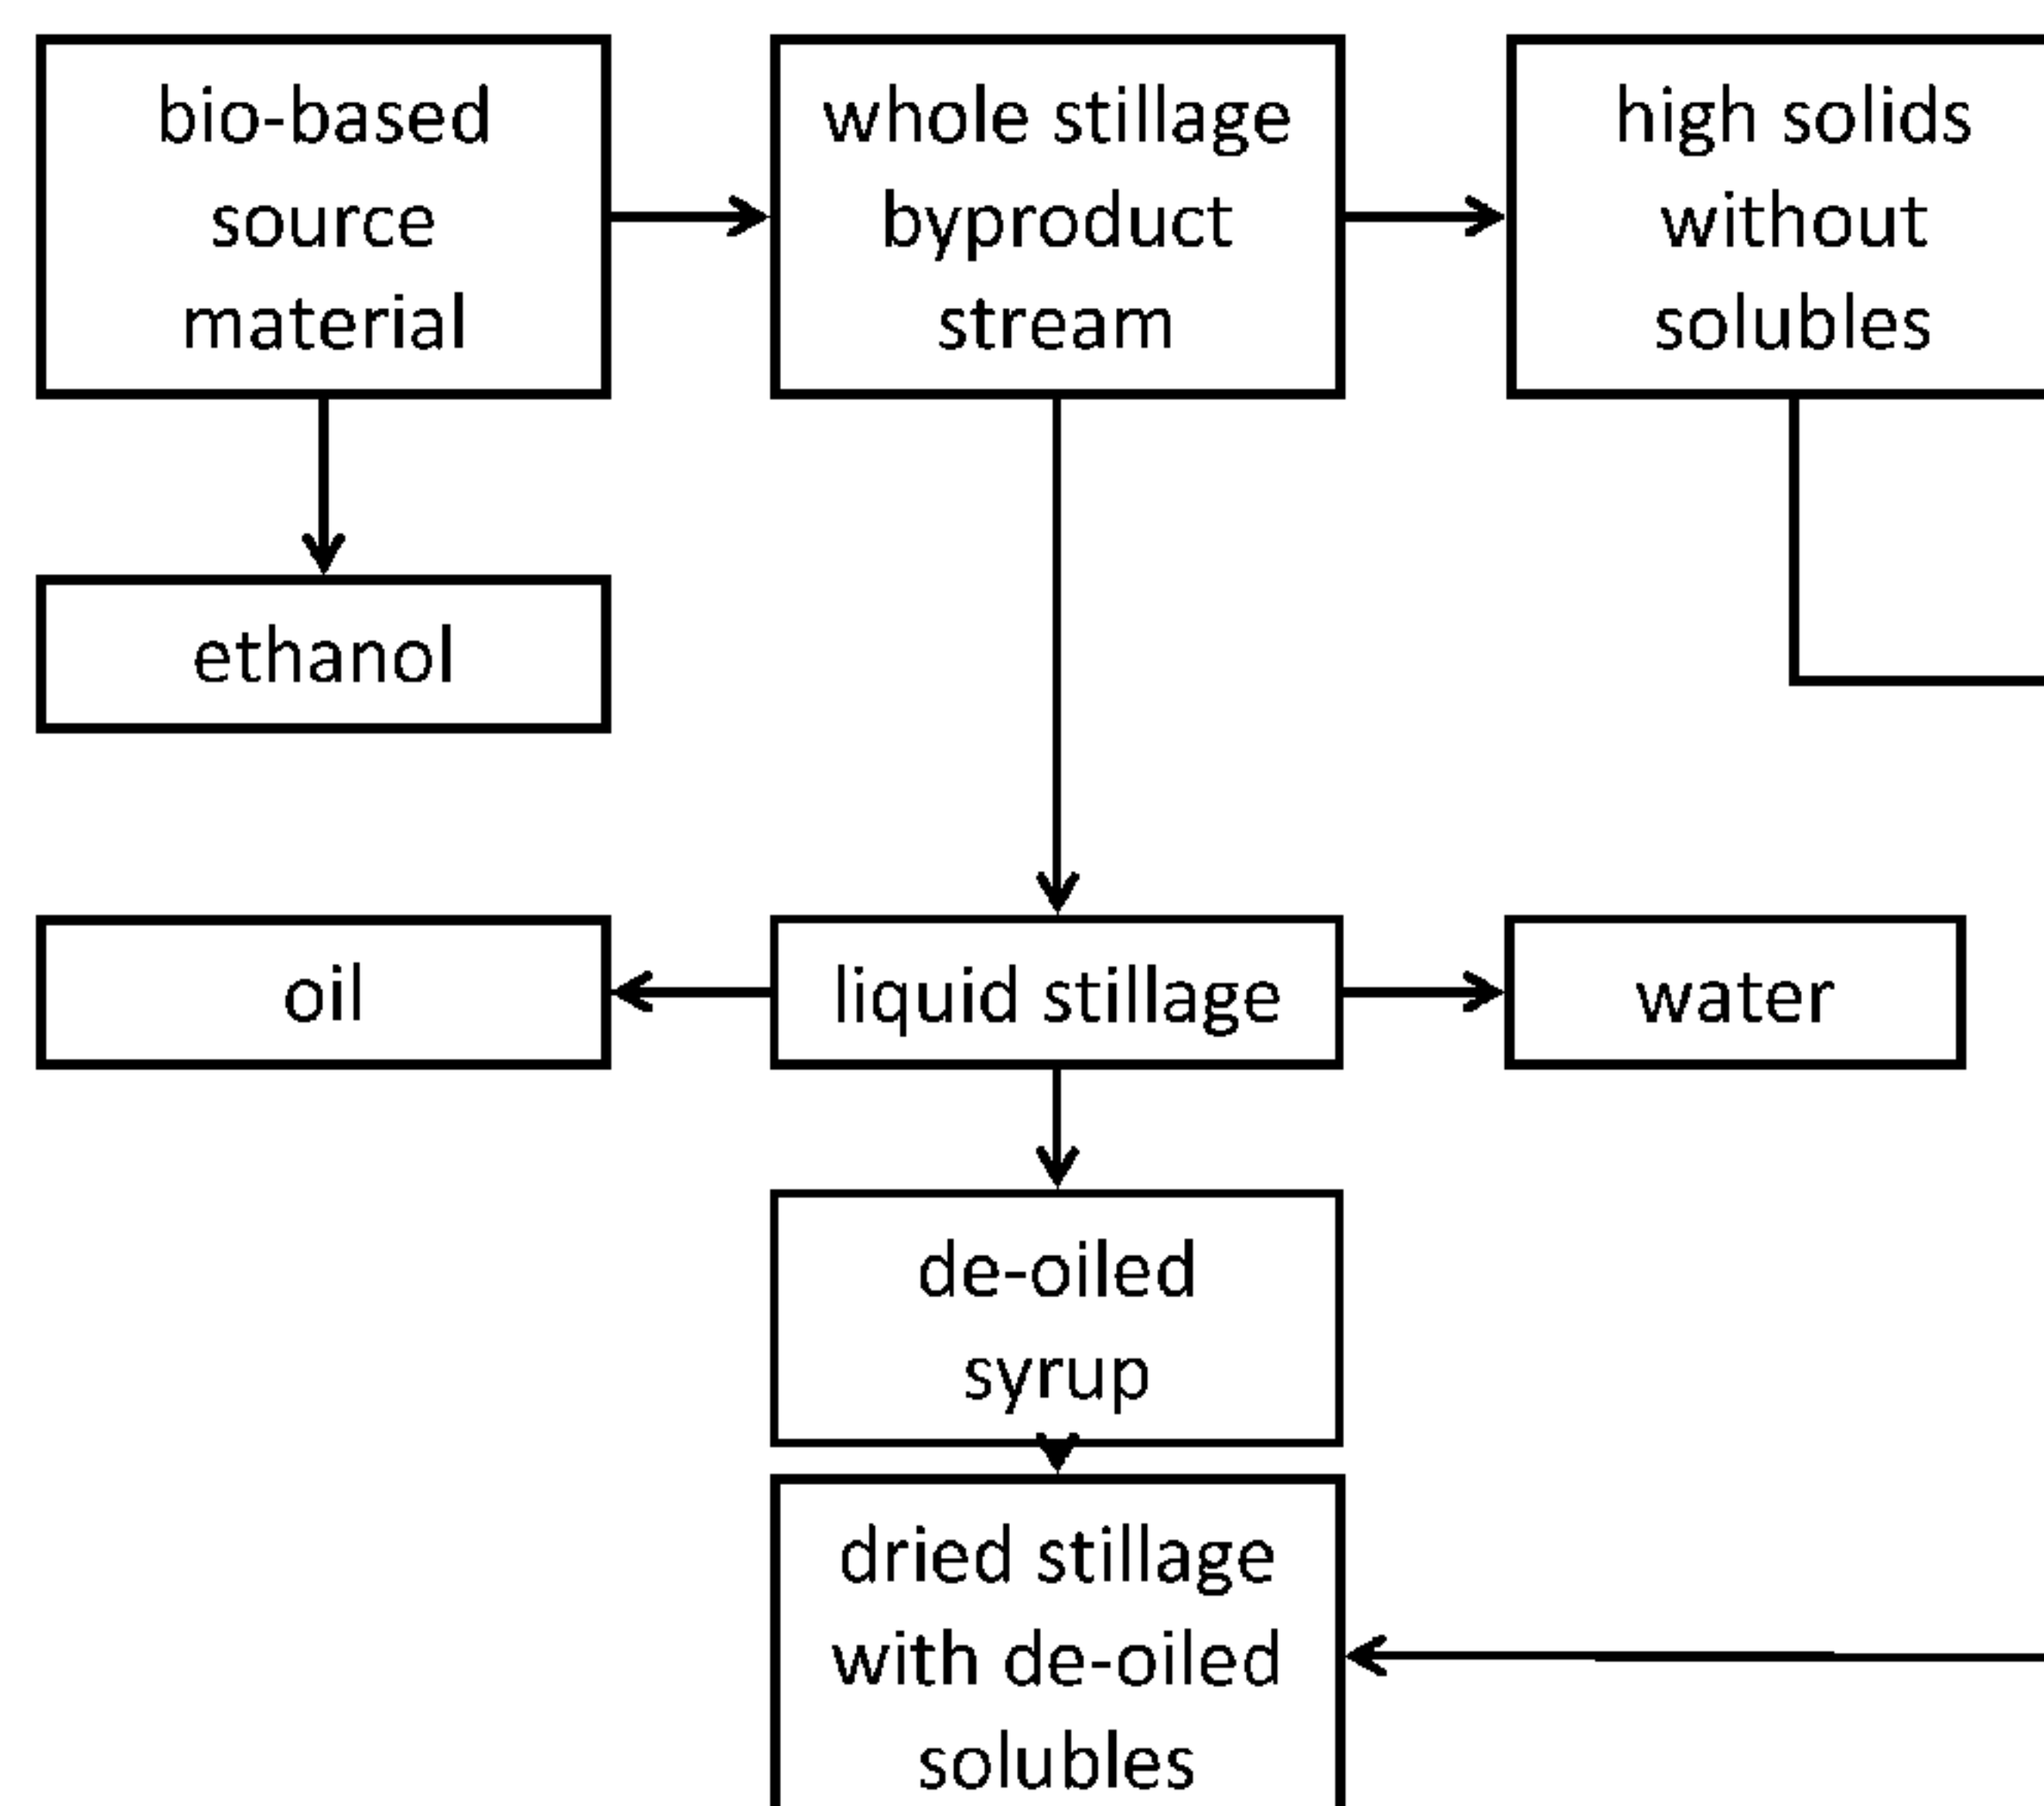 bio-based
source
material
whole stillage
byproduct
stream
high solids
without
solubles
ethanol
oil
liquid stillage
water
de-oiled
syrup
dried stillage
with de-oiled
solubles